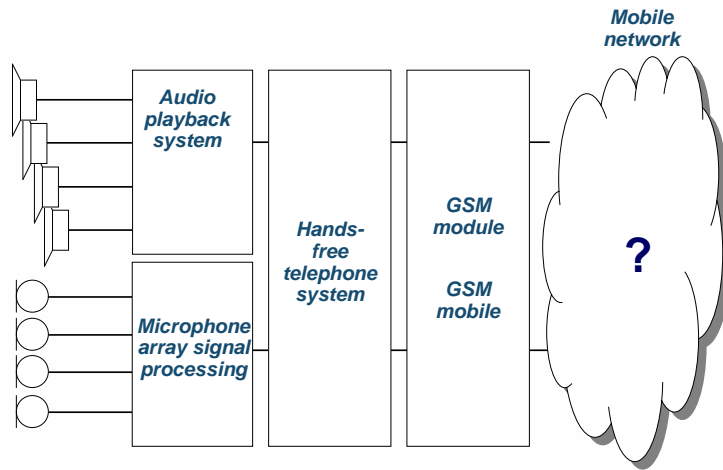 Mobile
network
Audio
playback
system
Hands-
free
telephone
system
GSM
module
GSM
mobile
?
Microphone
array signal
processing